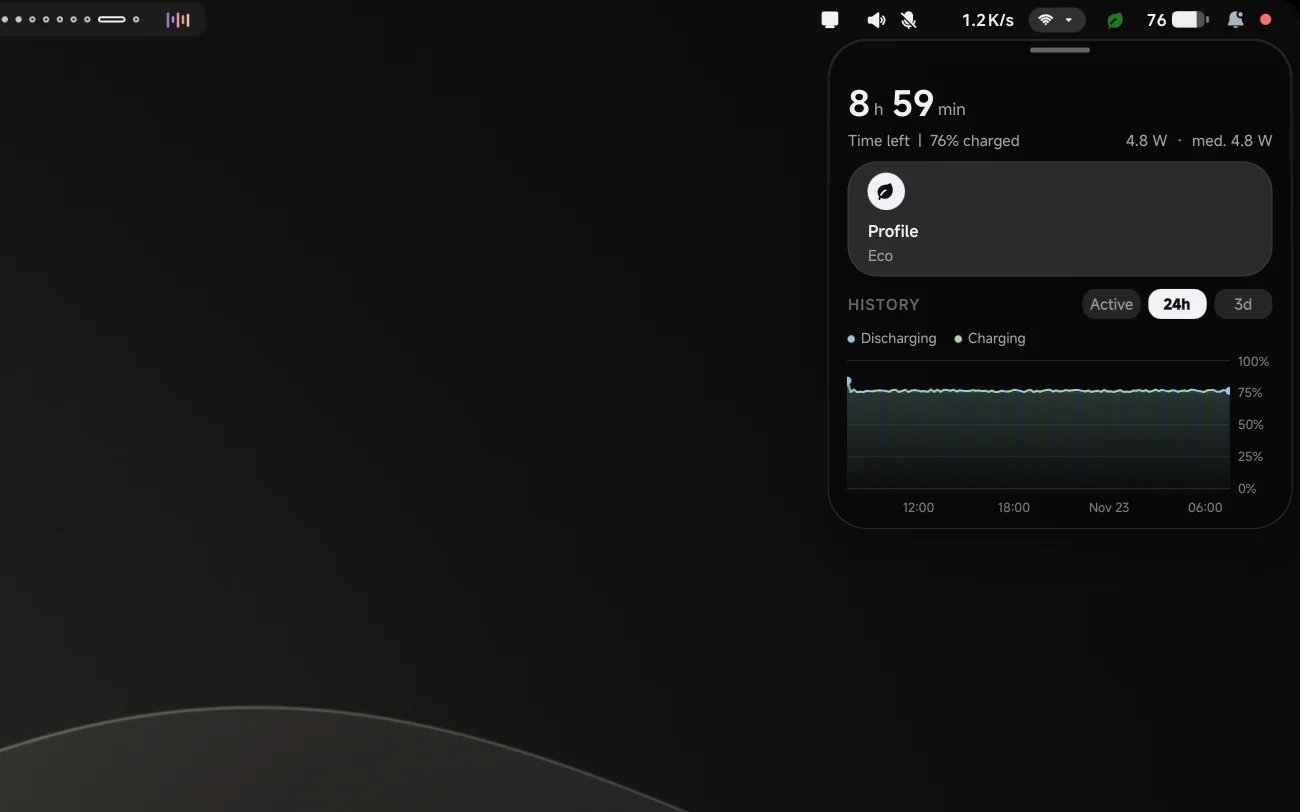 1.2K/s 76
8 h 59 min
Time left | 76% charged 4.8 W · med. 4.8 W
Profile
Eco
HISTORY Active 24h 3d
Discharging Charging
100%
75%
50%
25%
0%
12:00 18:00 Nov 23 06:00